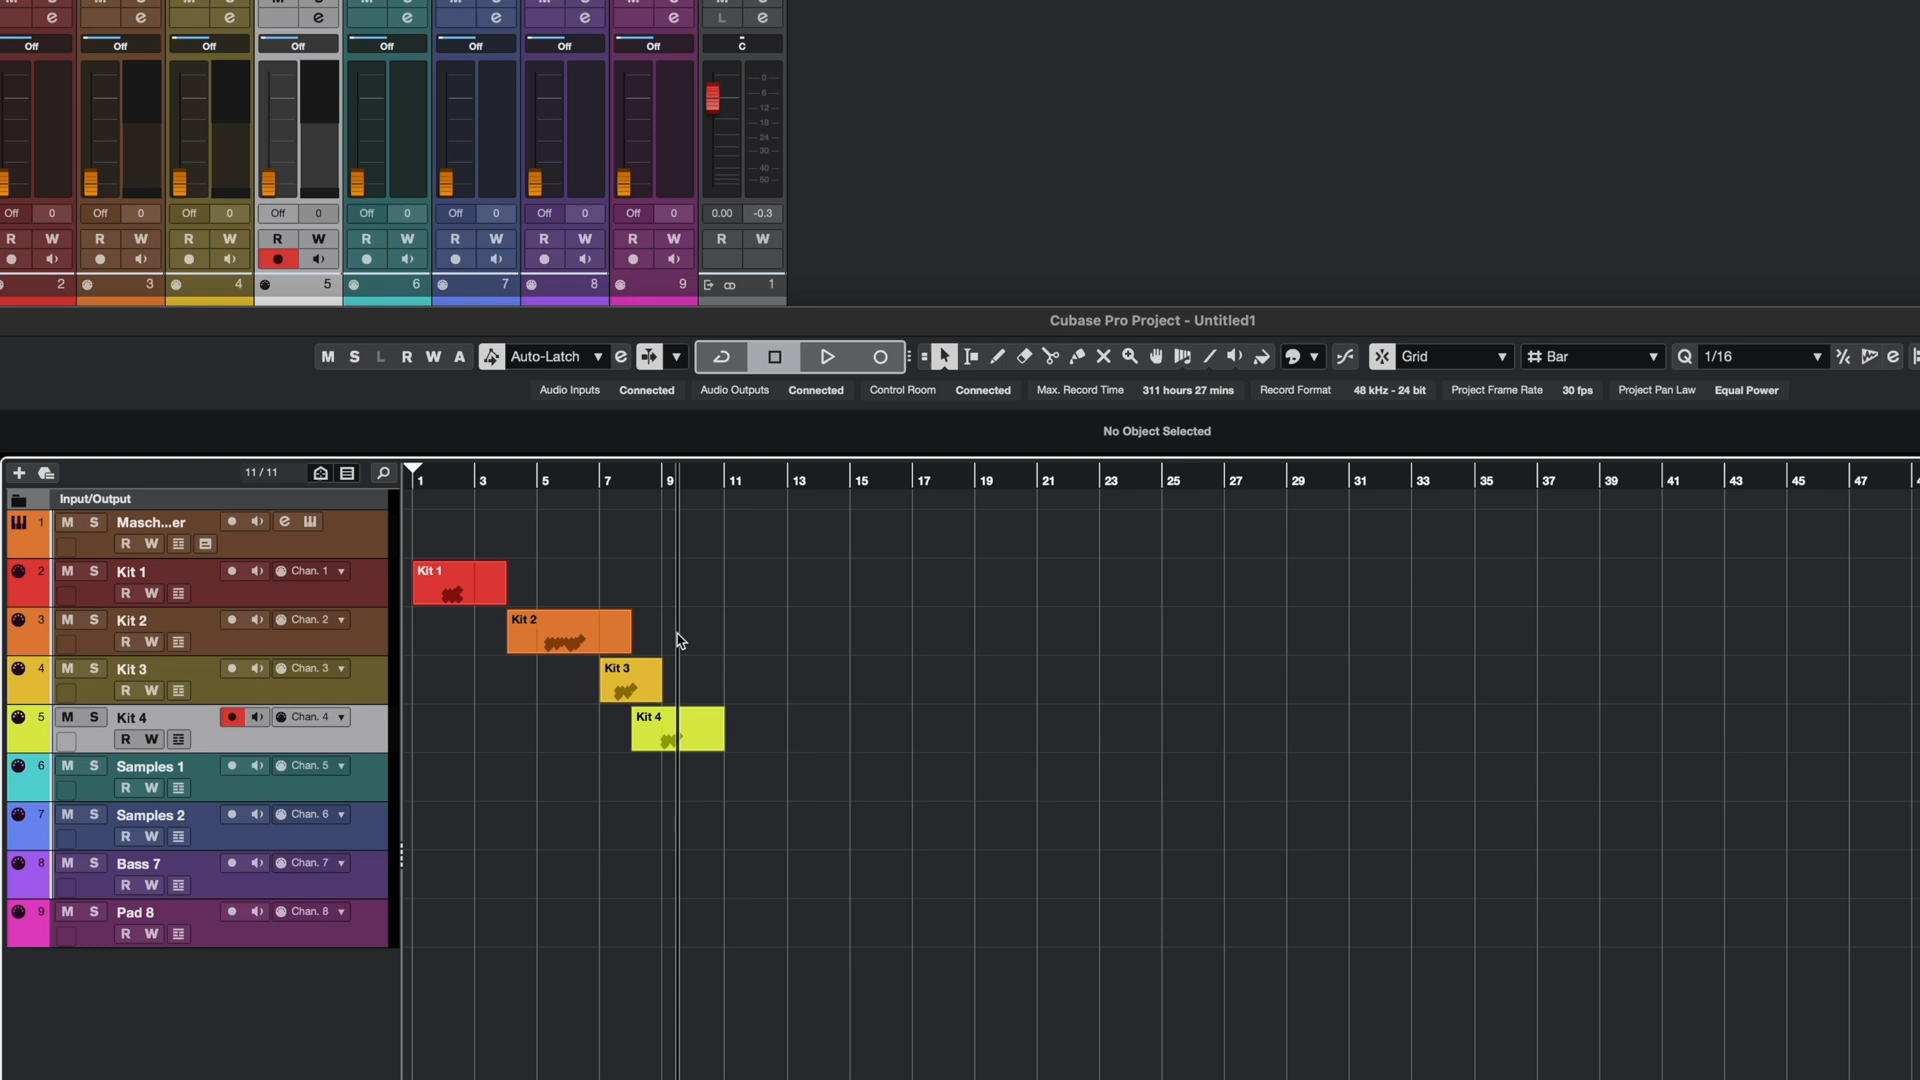 e e e e e e e e L e
Off Off Off Off Off Off Off Off C
0
6
12
18
24
30
40
50
Off 0 Off 0 Off 0 Off 0 Off 0 Off 0 Off 0 Off 0 0.00 -0.3
R W R W R W R W R W R W R W R W R W
2 3 4 5 6 7 8 9 1
Cubase Pro Project - Untitled1
M S L R W A Auto-Latch e Grid Bar Q 1/16 e
Audio Inputs Connected Audio Outputs Connected Control Room Connected Max. Record Time 311 hours 27 mins Record Format 48 kHz - 24 bit Project Frame Rate 30 fps Project Pan Law Equal Power
No Object Selected
11 / 11 1 3 5 7 9 11 13 15 17 19 21 23 25 27 29 31 33 35 37 39 41 43 45 47
Input/Output
1 M S Masch...er e
R W
2 M S Kit 1 Chan. 1 Kit 1
R W
3 M S Kit 2 Chan. 2 Kit 2
R W
4 M S Kit 3 Chan. 3 Kit 3
R W
5 M S Kit 4 Chan. 4 Kit 4
R W
6 M S Samples 1 Chan. 5
R W
7 M S Samples 2 Chan. 6
R W
8 M S Bass 7 Chan. 7
R W
9 M S Pad 8 Chan. 8
R W